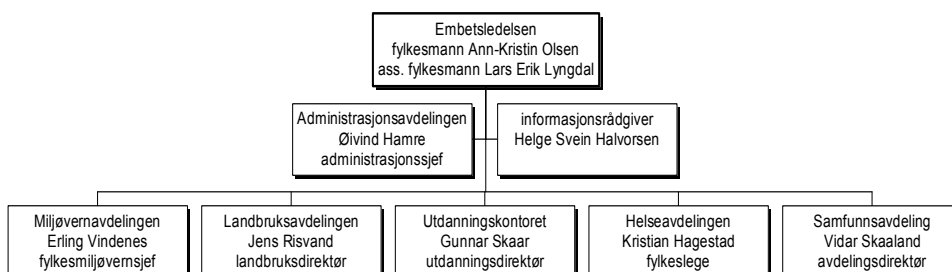 Embetsledelsen
fylkesmann Ann-Kristin Olsen
ass. fylkesmann Lars Erik Lyngdal
Administrasjonsavdelingen
Øivind Hamre
administrasjonssjef
informasjonsrådgiver
Helge Svein Halvorsen
Miljøvernavdelingen
Erling Vindenes
fylkesmiljøvernsjef
Landbruksavdelingen
Jens Risvand
landbruksdirektør
Utdanningskontoret
Gunnar Skaar
utdanningsdirektør
Helseavdelingen
Kristian Hagestad
fylkeslege
Samfunnsavdeling
Vidar Skaaland
avdelingsdirektør